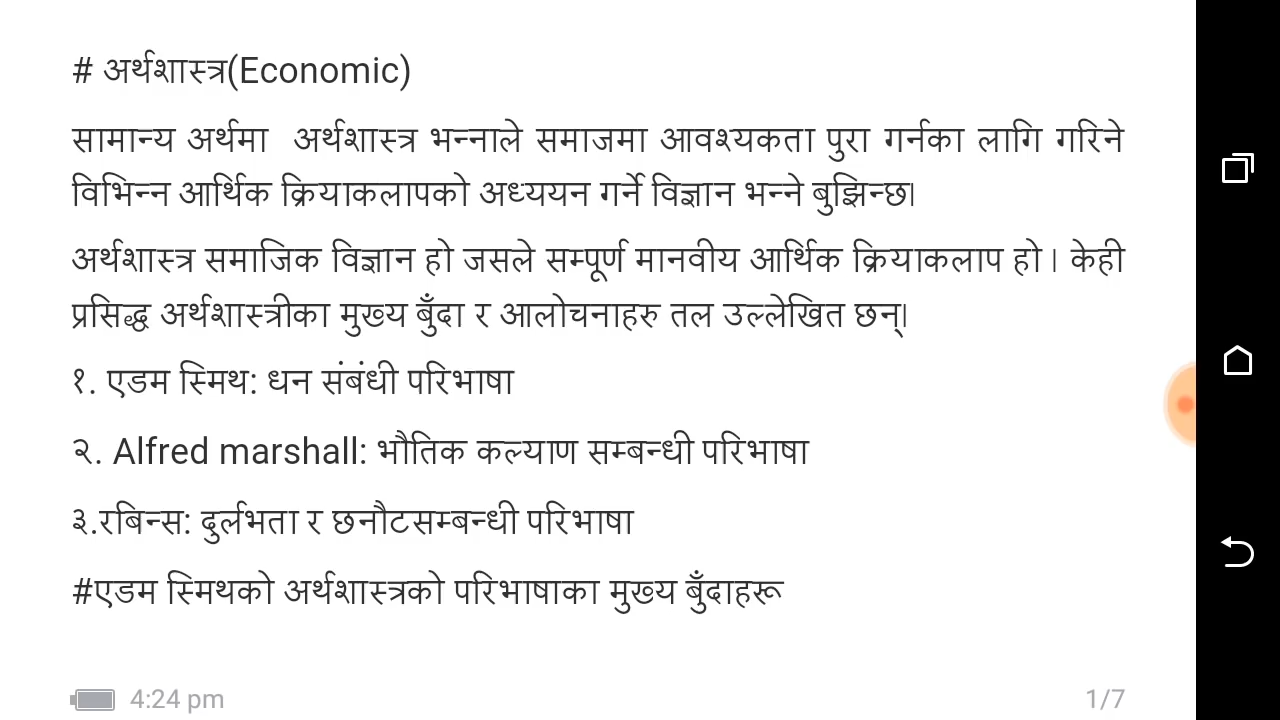 # अर्थशास्त्र(Economic)
सामान्य अर्थमा अर्थशास्त्र भन्नाले समाजमा आवश्यकता पुरा गर्नका लागि गरिने
विभिन्न आर्थिक क्रियाकलापको अध्ययन गर्ने विज्ञान भन्ने बुझिन्छ।
अर्थशास्त्र समाजिक विज्ञान हो जसले सम्पूर्ण मानवीय आर्थिक क्रियाकलाप हो । केही
प्रसिद्ध अर्थशास्त्रीका मुख्य बुँदा र आलोचनाहरु तल उल्लेखित छन्।
१. एडम स्मिथ: धन संबंधी परिभाषा
२. Alfred marshall: भौतिक कल्याण सम्बन्धी परिभाषा
३.रबिन्स: दुर्लभता र छनौटसम्बन्धी परिभाषा
#एडम स्मिथको अर्थशास्त्रको परिभाषाका मुख्य बुँदाहरू
4:24 pm
1/7